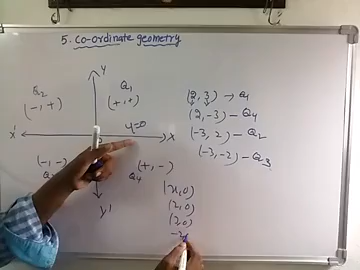 5. Co-ordinate geometry
Y
Q2
(-,+)
Q1
(+,+)
y=0
X'
X
(-,-)
(+,-)
Q4
Y'
(2,3) → Q1
(2,-3) - Q4
(-3,2) - Q2
(-3,-2) - Q3
(x,0)
(2,0)
(2,0)
-2